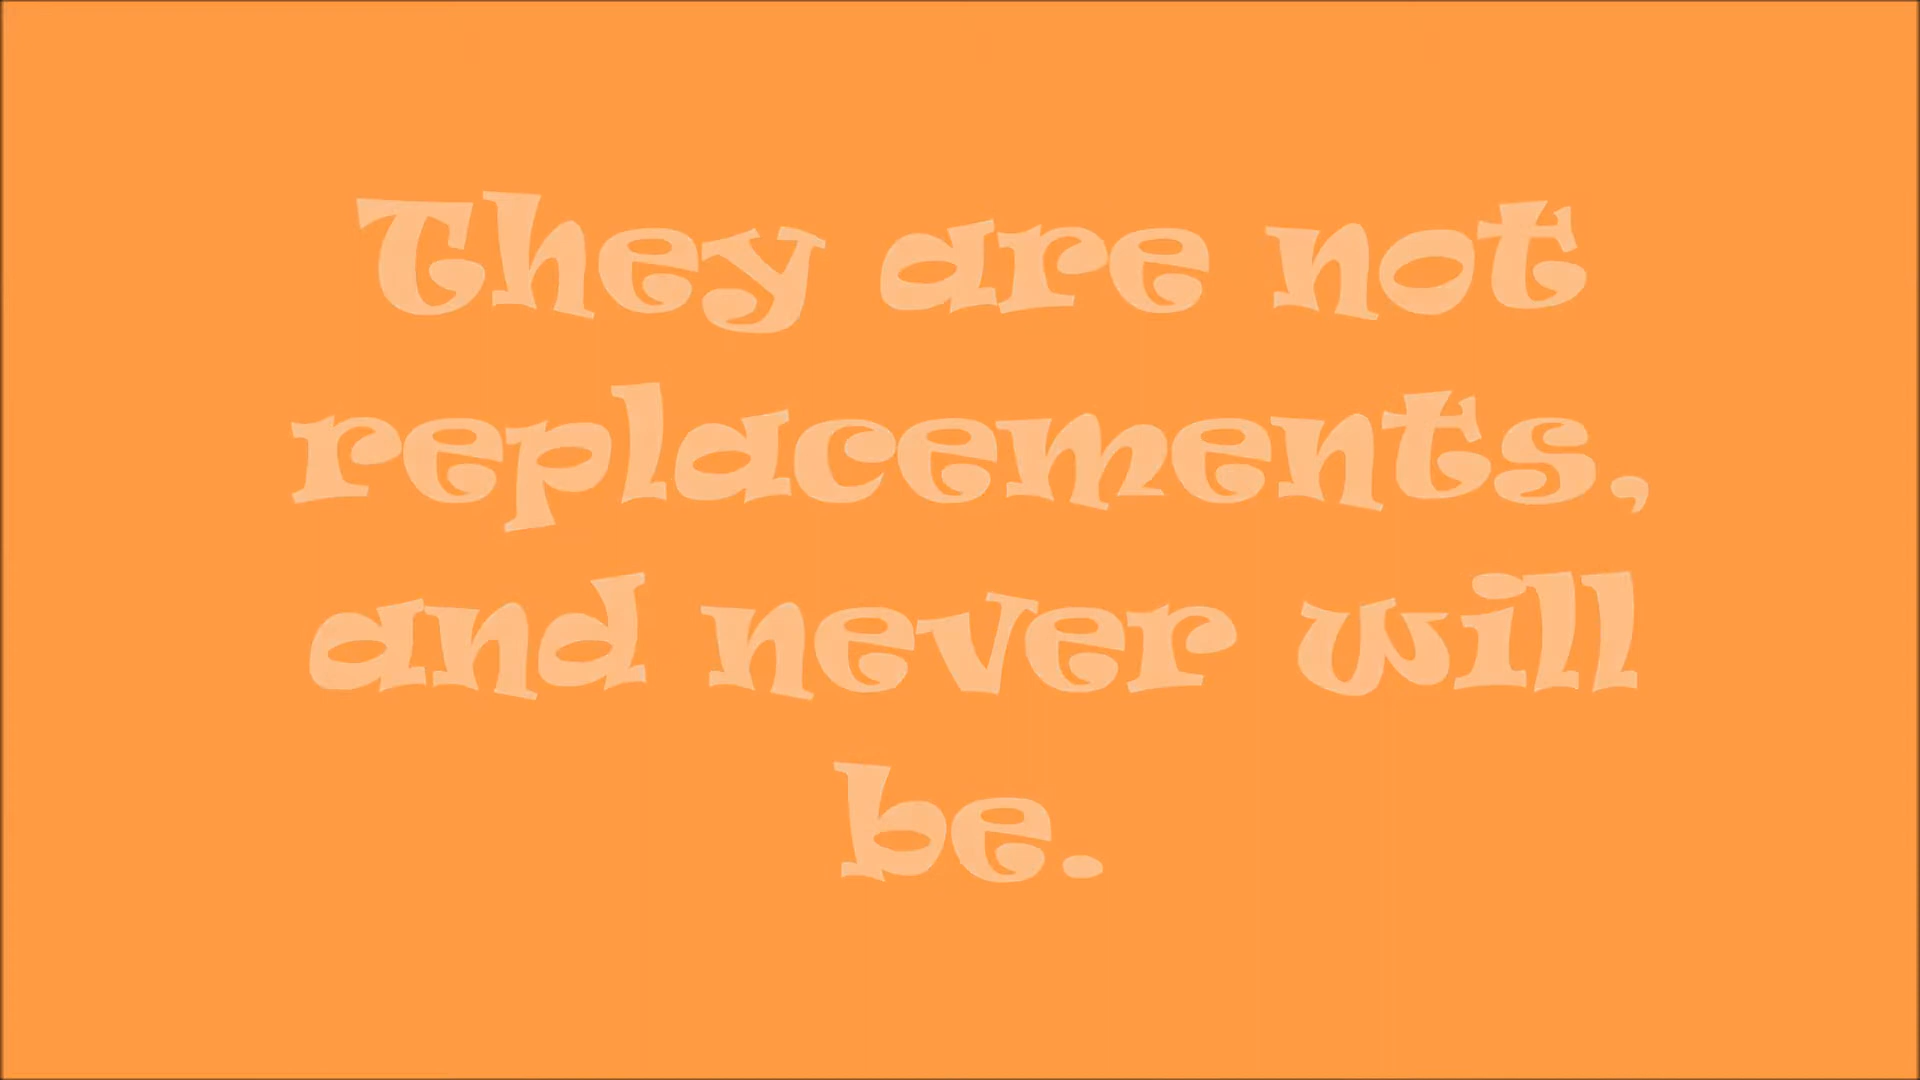 They are not
replacements,
and never will
be.